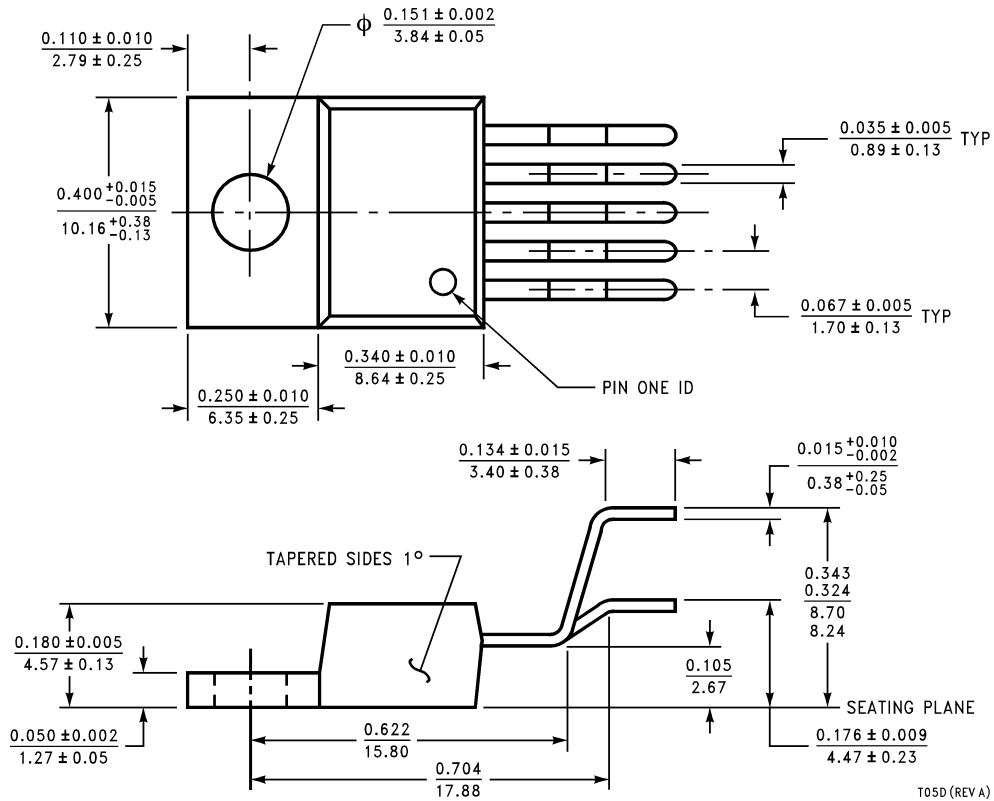 ϕ 0.151 ± 0.002
3.84 ± 0.05
0.110 ± 0.010
2.79 ± 0.25
0.035 ± 0.005 TYP
0.89 ± 0.13
0.400 +0.015 -0.005
10.16 +0.38 -0.13
0.067 ± 0.005 TYP
1.70 ± 0.13
0.340 ± 0.010
8.64 ± 0.25
PIN ONE ID
0.250 ± 0.010
6.35 ± 0.25
0.134 ± 0.015
3.40 ± 0.38
0.015 +0.010 -0.002
0.38 +0.25 -0.05
TAPERED SIDES 1°
0.343
0.324
8.70
8.24
0.180 ± 0.005
4.57 ± 0.13
0.105
2.67
SEATING PLANE
0.050 ± 0.002
1.27 ± 0.05
0.622
15.80
0.176 ± 0.009
4.47 ± 0.23
0.704
17.88
T05D (REV A)